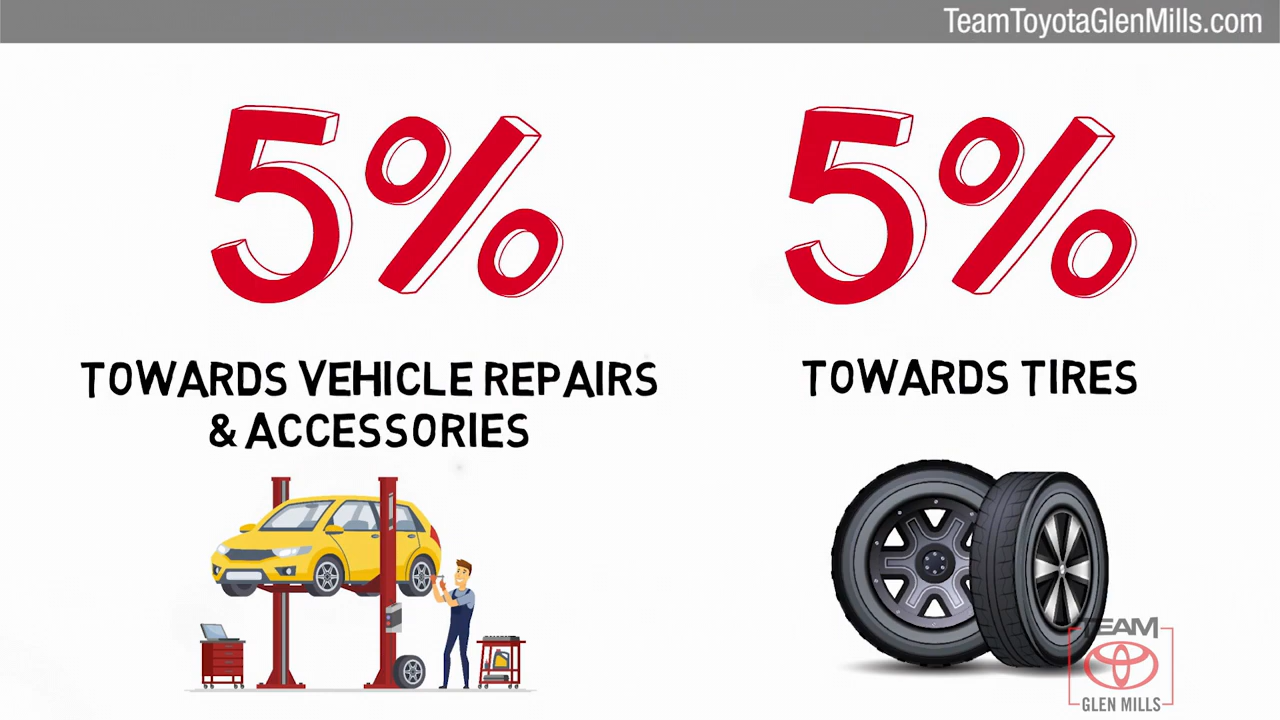 TeamToyotaGlenMills.com
5% 5%
TOWARDS VEHICLE REPAIRS
& ACCESSORIES
TOWARDS TIRES
TEAM
GLEN MILLS